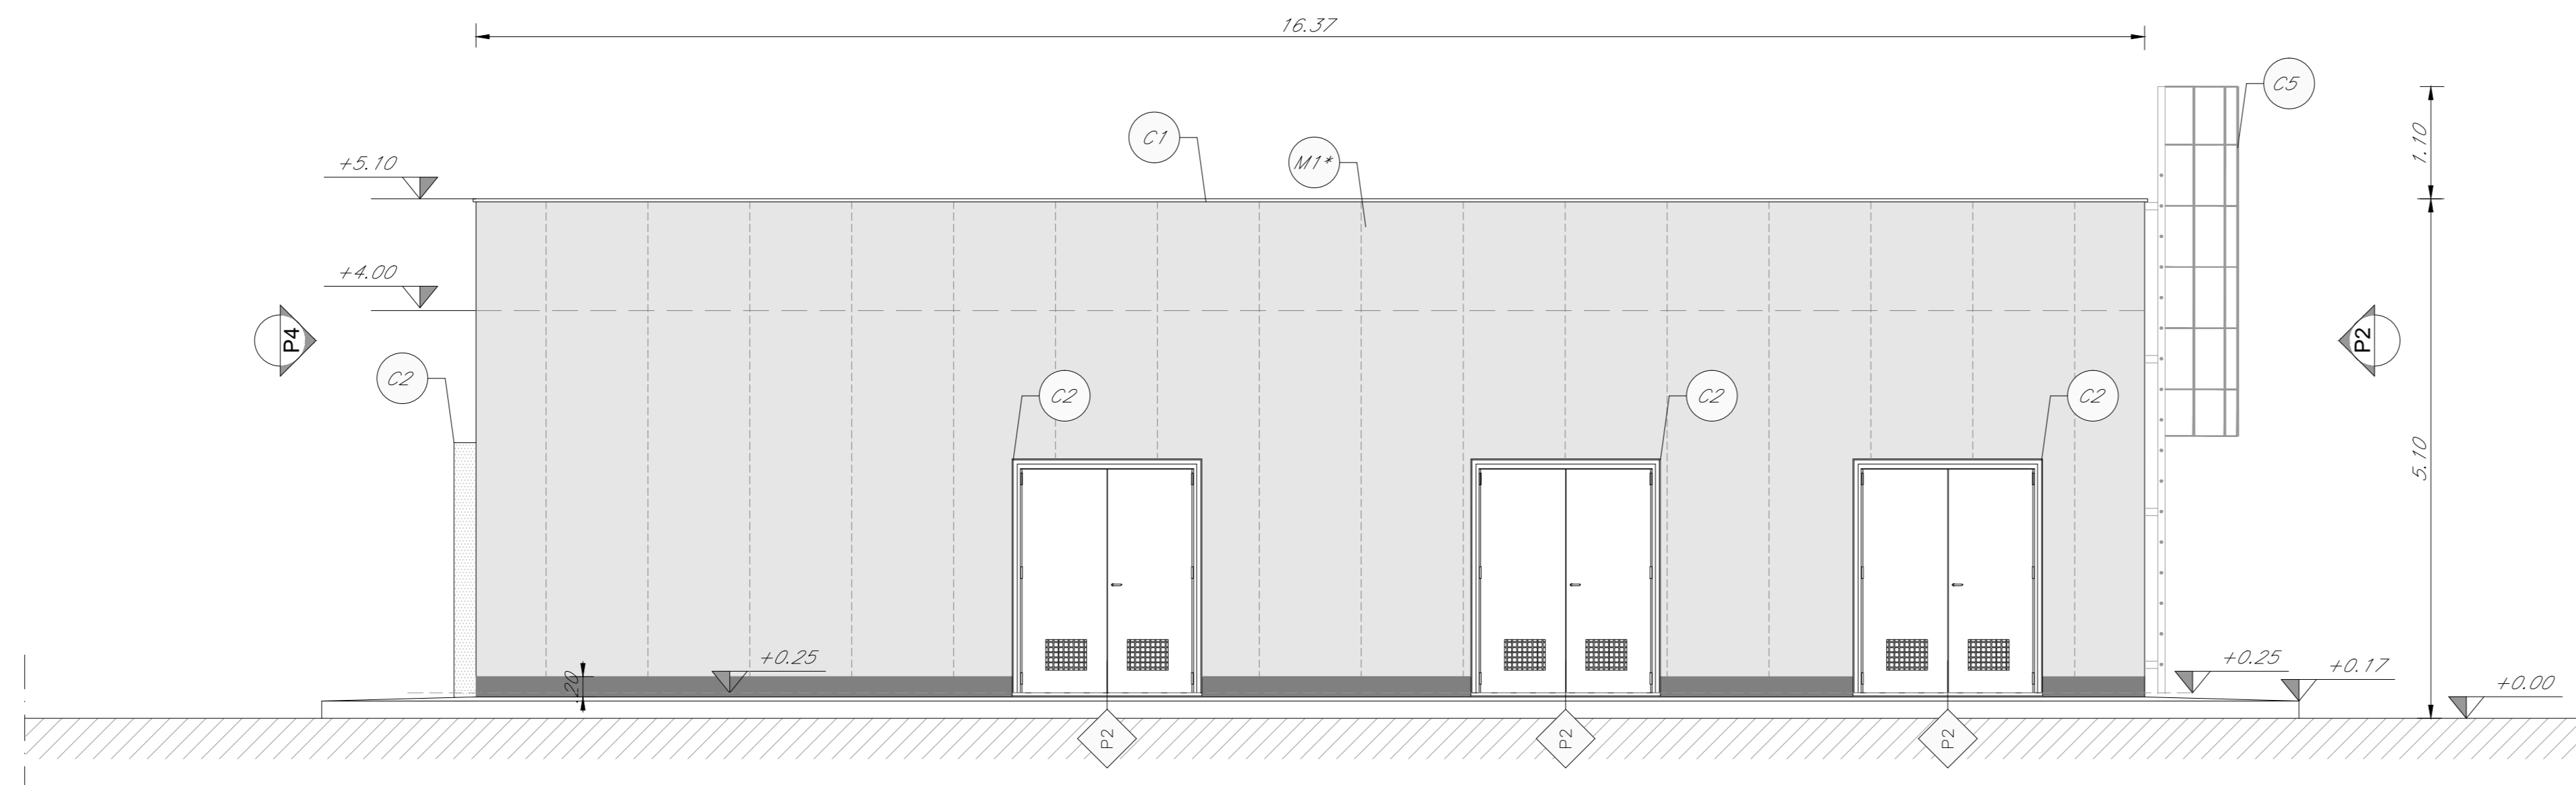 16.37
C5
C1
1.10
M1*
+5.10
+4.00
P4
P2
C2
C2
C2
C2
5.10
+0.25
.20
+0.25
+0.17
+0.00
P2
P2
P2